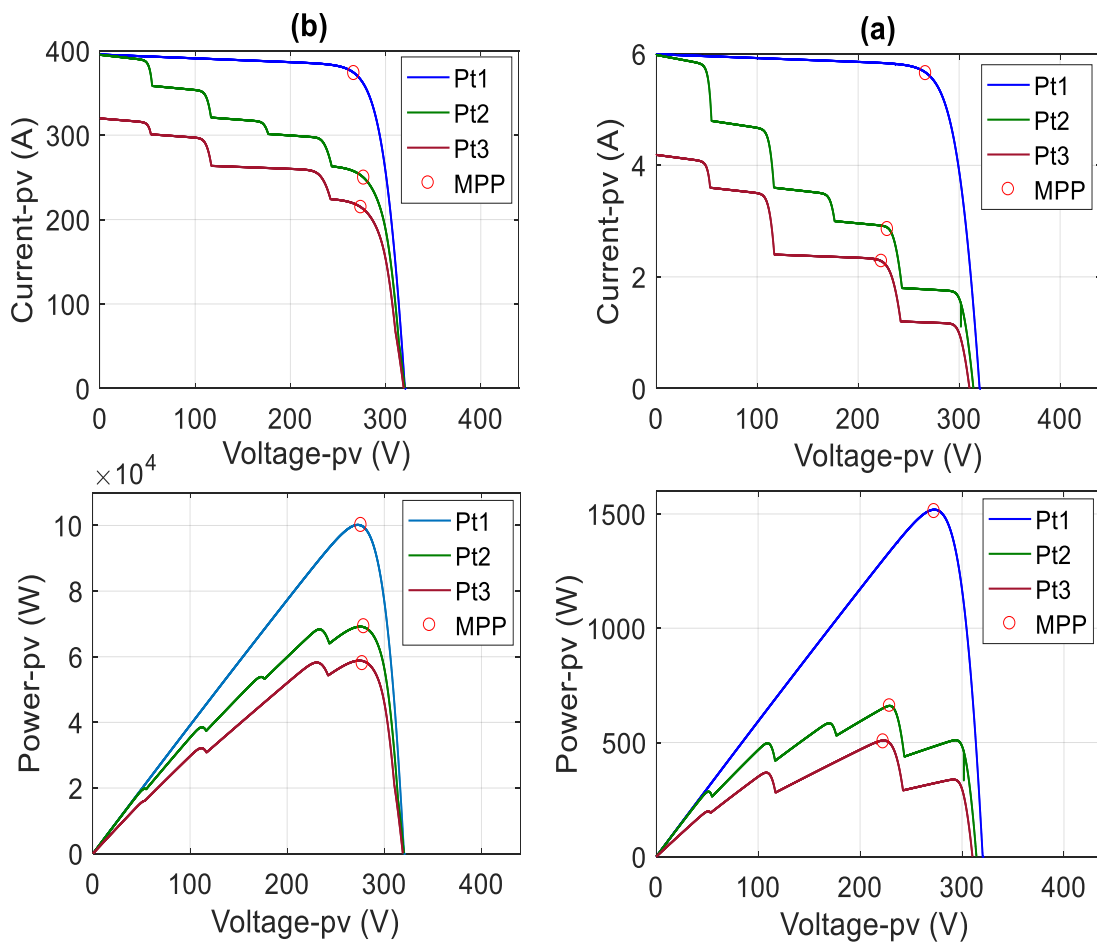 (b)
400
300
200
100
0
Current-pv (A)
Pt1
Pt2
Pt3
MPP
0 100 200 300 400
Voltage-pv (V)
(a)
6
4
2
0
Current-pv (A)
Pt1
Pt2
Pt3
MPP
0 100 200 300 400
Voltage-pv (V)
×10⁴
10
8
6
4
2
0
Power-pv (W)
Pt1
Pt2
Pt3
MPP
0 100 200 300 400
Voltage-pv (V)
1500
1000
500
0
Power-pv (W)
Pt1
Pt2
Pt3
MPP
0 100 200 300 400
Voltage-pv (V)